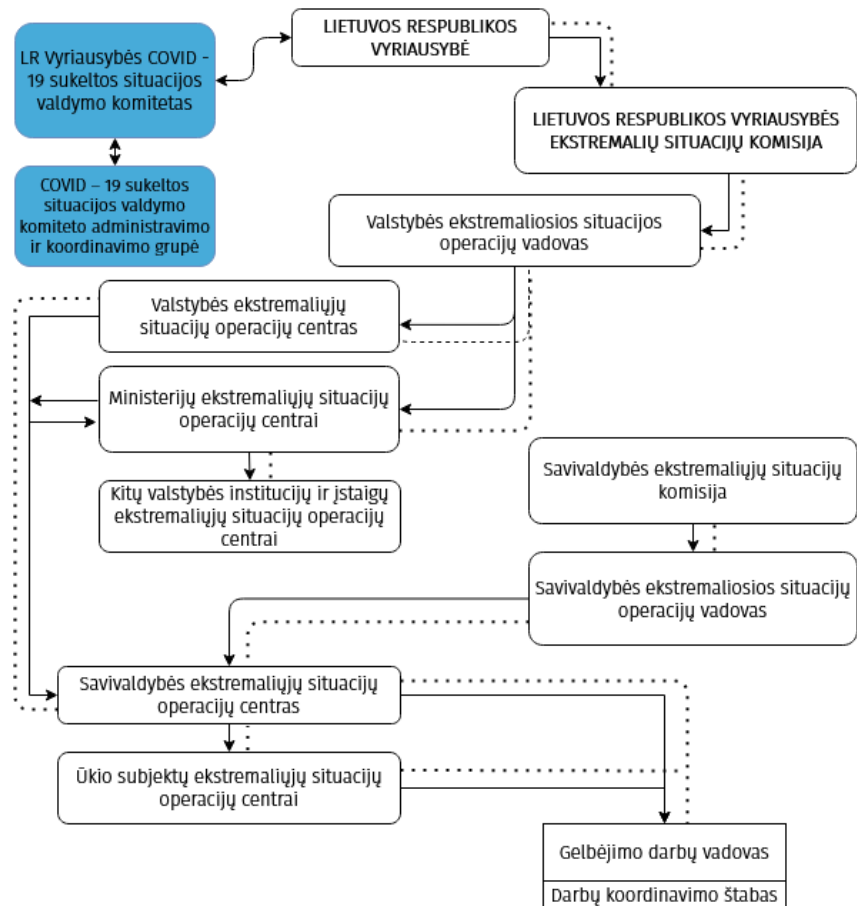 LR Vyriausybės COVID -
19 sukeltos situacijos
valdymo komitetas
LIETUVOS RESPUBLIKOS
VYRIAUSYBĖ
LIETUVOS RESPUBLIKOS VYRIAUSYBĖS
EKSTREMALIŲ SITUACIJŲ KOMISIJA
COVID – 19 sukeltos
situacijos valdymo
komiteto administravimo
ir koordinavimo grupė
Valstybės ekstremaliosios situacijos
operacijų vadovas
Valstybės ekstremaliųjų
situacijų operacijų centras
Ministerijų ekstremaliųjų situacijų
operacijų centrai
Kitų valstybės institucijų ir įstaigų
ekstremaliųjų situacijų operacijų
centrai
Savivaldybės ekstremaliųjų situacijų
komisija
Savivaldybės ekstremaliosios situacijų
operacijų vadovas
Savivaldybės ekstremaliųjų situacijų
operacijų centras
Ūkio subjektų ekstremaliųjų situacijų
operacijų centrai
Gelbėjimo darbų vadovas
Darbų koordinavimo štabas